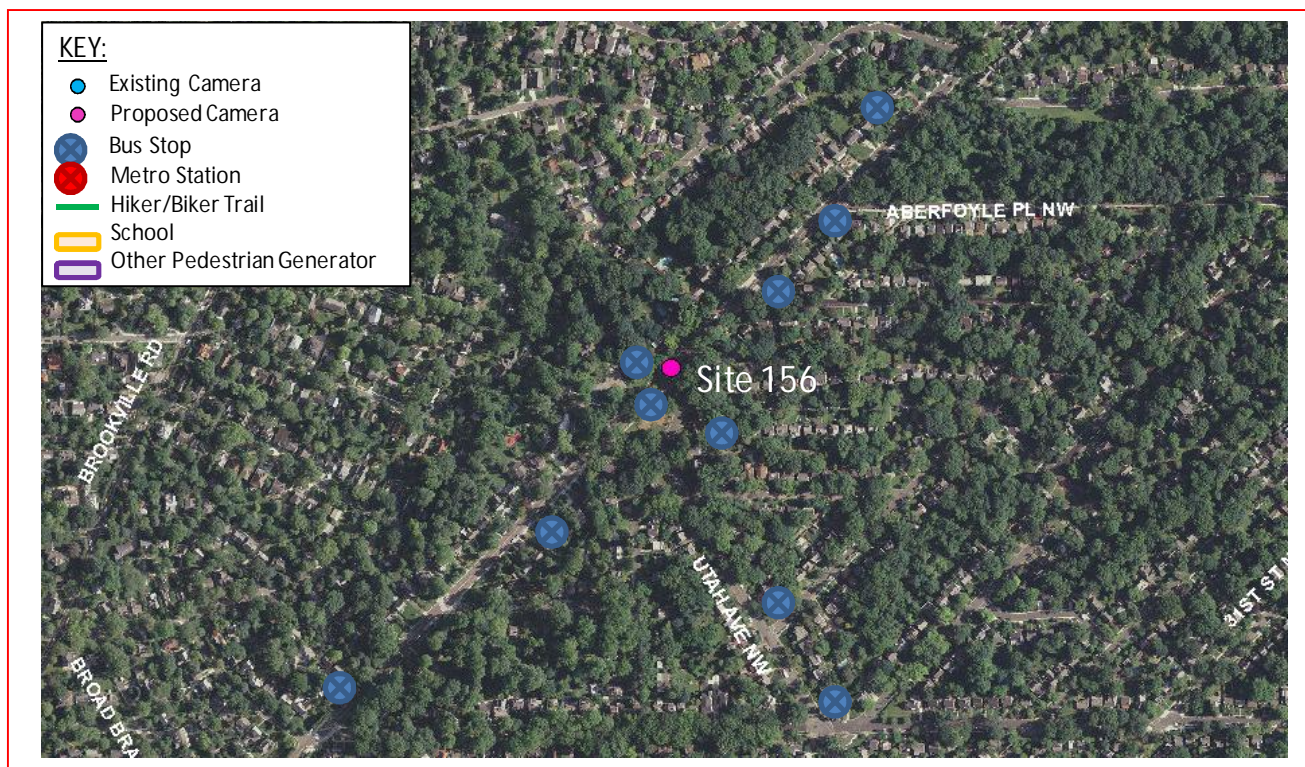 KEY:
Existing Camera
Proposed Camera
Bus Stop
Metro Station
Hiker/Biker Trail
School
Other Pedestrian Generator
ABERFOYLE PL NW
BROOKVILLE RD
Site 156
UTAH AVE NW
31ST ST
BROAD BRA